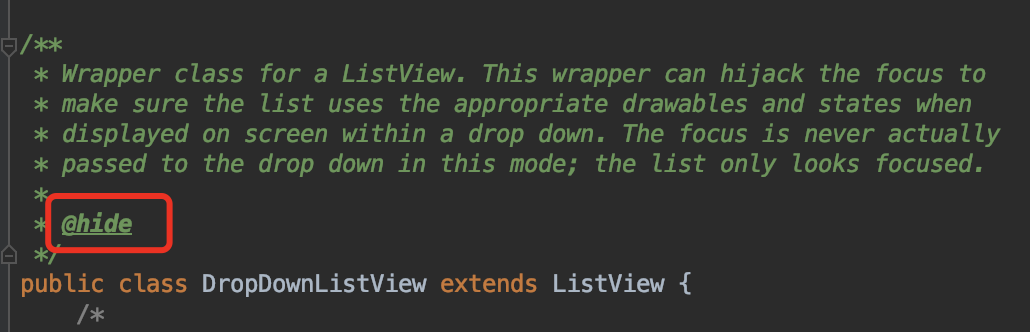 /**
* Wrapper class for a ListView. This wrapper can hijack the focus to
* make sure the list uses the appropriate drawables and states when
* displayed on screen within a drop down. The focus is never actually
* passed to the drop down in this mode; the list only looks focused.
*
* @hide
*/
public class DropDownListView extends ListView {
/*